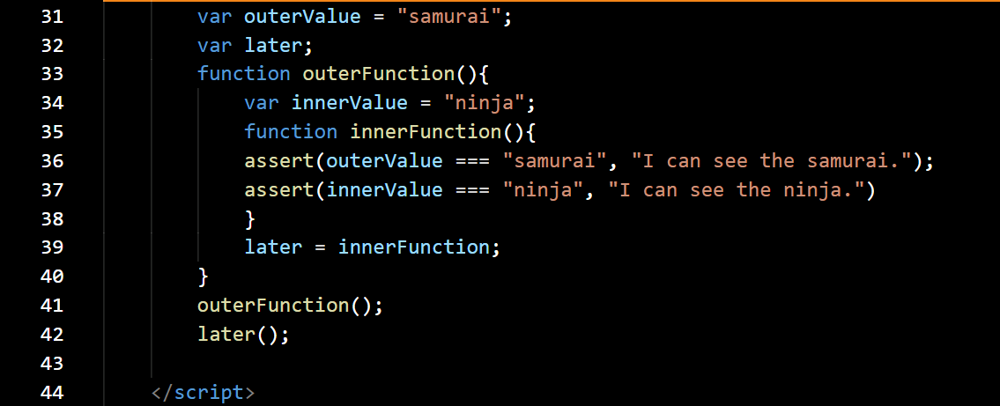 31 var outerValue = "samurai";
32 var later;
33 function outerFunction(){
34 var innerValue = "ninja";
35 function innerFunction(){
36 assert(outerValue === "samurai", "I can see the samurai.");
37 assert(innerValue === "ninja", "I can see the ninja.")
38 }
39 later = innerFunction;
40 }
41 outerFunction();
42 later();
43
44 </script>